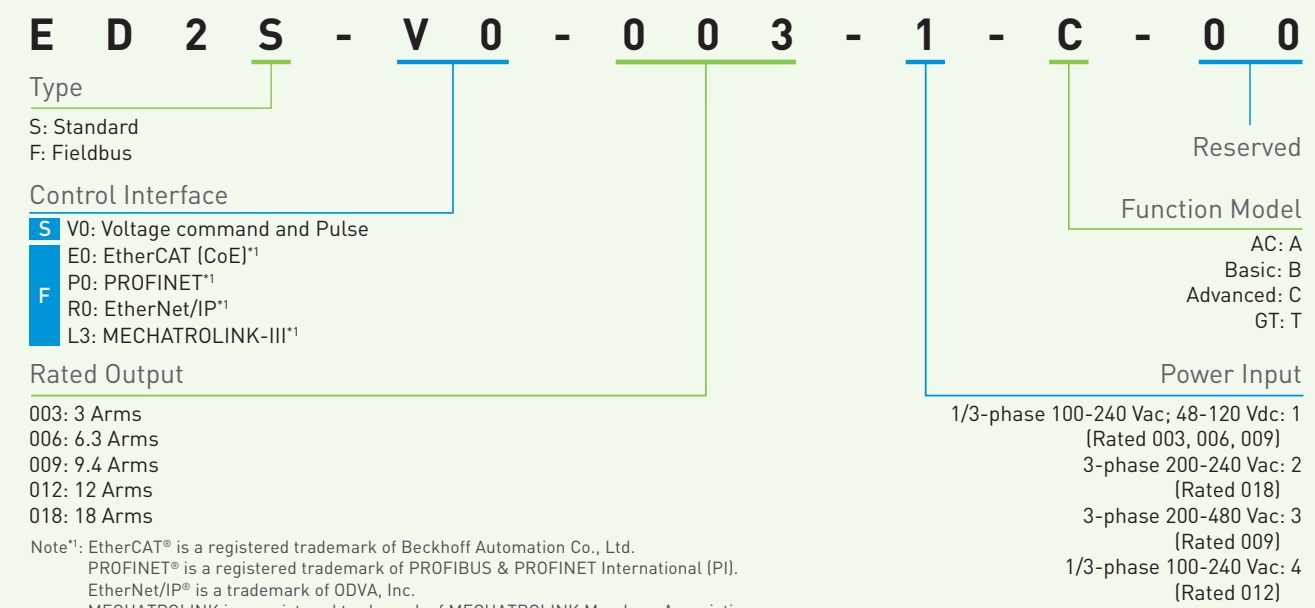 E D 2 S - V 0 - 0 0 3 - 1 - C - 0 0
Type
S: Standard
F: Fieldbus
Control Interface
S V0: Voltage command and Pulse
F
E0: EtherCAT (CoE)*1
P0: PROFINET*1
R0: EtherNet/IP*1
L3: MECHATROLINK-III*1
Rated Output
003: 3 Arms
006: 6.3 Arms
009: 9.4 Arms
012: 12 Arms
018: 18 Arms
Note*1: EtherCAT® is a registered trademark of Beckhoff Automation Co., Ltd.
PROFINET® is a registered trademark of PROFIBUS & PROFINET International (PI).
EtherNet/IP® is a trademark of ODVA, Inc.
Reserved
Function Model
AC: A
Basic: B
Advanced: C
GT: T
Power Input
1/3-phase 100-240 Vac; 48-120 Vdc: 1
(Rated 003, 006, 009)
3-phase 200-240 Vac: 2
(Rated 018)
3-phase 200-480 Vac: 3
(Rated 009)
1/3-phase 100-240 Vac: 4
(Rated 012)